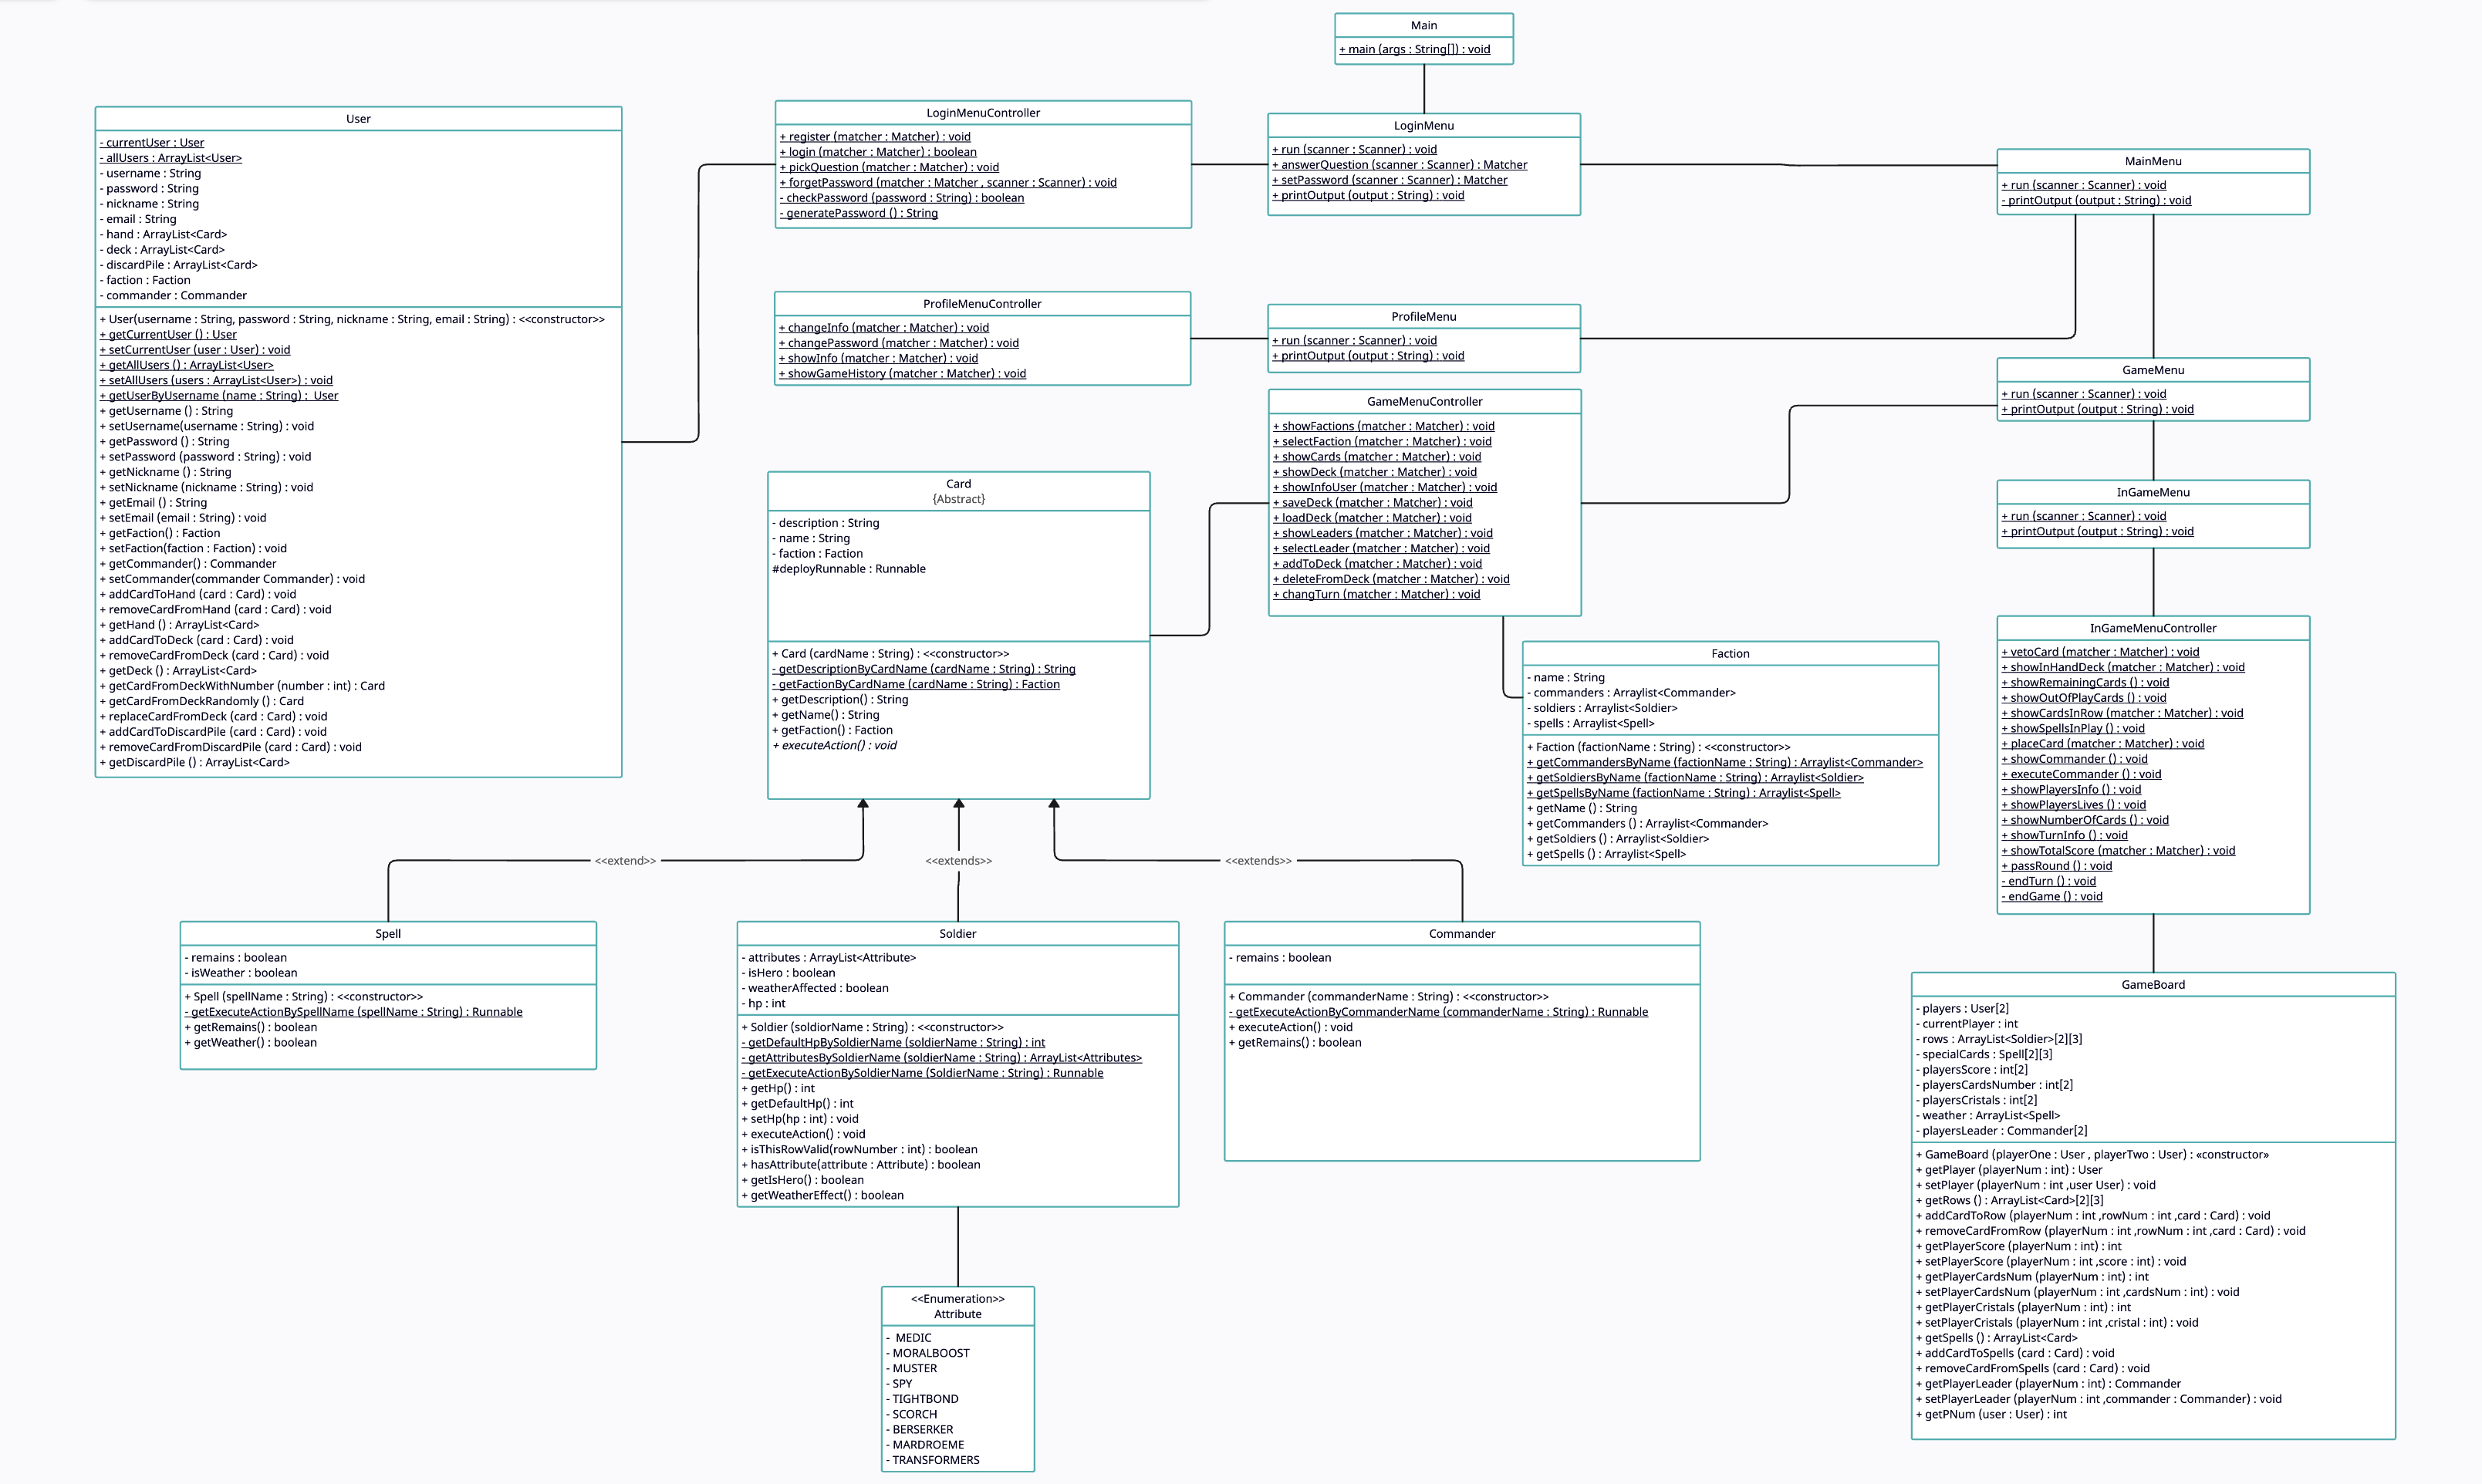 Main
+ main (args : String[]) : void
User
- currentUser : User
- allUsers : ArrayList<User>
- username : String
- password : String
- nickname : String
- email : String
- hand : ArrayList<Card>
- deck : ArrayList<Card>
- discardPile : ArrayList<Card>
- faction : Faction
- commander : Commander
+ User(username : String, password : String, nickname : String, email : String) : <<constructor>>
+ getCurrentUser () : User
+ setCurrentUser (user : User) : void
+ getAllUsers () : ArrayList<User>
+ setAllUsers (users : ArrayList<User>) : void
+ getUserByUsername (name : String) : User
+ getUsername () : String
+ setUsername(username : String) : void
+ getPassword () : String
+ setPassword (password : String) : void
+ getNickname () : String
+ setNickname (nickname : String) : void
+ getEmail () : String
+ setEmail (email : String) : void
+ getFaction() : Faction
+ setFaction(faction : Faction) : void
+ getCommander() : Commander
+ setCommander(commander Commander) : void
+ addCardToHand (card : Card) : void
+ removeCardFromHand (card : Card) : void
+ getHand () : ArrayList<Card>
+ addCardToDeck (card : Card) : void
+ removeCardFromDeck (card : Card) : void
+ getDeck () : ArrayList<Card>
+ getCardFromDeckWithNumber (number : int) : Card
+ getCardFromDeckRandomly () : Card
+ replaceCardFromDeck (card : Card) : void
+ addCardToDiscardPile (card : Card) : void
+ removeCardFromDiscardPile (card : Card) : void
+ getDiscardPile () : ArrayList<Card>
LoginMenuController
+ register (matcher : Matcher) : void
+ login (matcher : Matcher) : boolean
+ pickQuestion (matcher : Matcher) : void
+ forgetPassword (matcher : Matcher , scanner : Scanner) : void
- checkPassword (password : String) : boolean
- generatePassword () : String
LoginMenu
+ run (scanner : Scanner) : void
+ answerQuestion (scanner : Scanner) : Matcher
+ setPassword (scanner : Scanner) : Matcher
+ printOutput (output : String) : void
MainMenu
+ run (scanner : Scanner) : void
- printOutput (output : String) : void
ProfileMenuController
+ changeInfo (matcher : Matcher) : void
+ changePassword (matcher : Matcher) : void
+ showInfo (matcher : Matcher) : void
+ showGameHistory (matcher : Matcher) : void
ProfileMenu
+ run (scanner : Scanner) : void
+ printOutput (output : String) : void
GameMenu
+ run (scanner : Scanner) : void
+ printOutput (output : String) : void
GameMenuController
+ showFactions (matcher : Matcher) : void
+ selectFaction (matcher : Matcher) : void
+ showCards (matcher : Matcher) : void
+ showDeck (matcher : Matcher) : void
+ showInfoUser (matcher : Matcher) : void
+ saveDeck (matcher : Matcher) : void
+ loadDeck (matcher : Matcher) : void
+ showLeaders (matcher : Matcher) : void
+ selectLeader (matcher : Matcher) : void
+ addToDeck (matcher : Matcher) : void
+ deleteFromDeck (matcher : Matcher) : void
+ changTurn (matcher : Matcher) : void
Card
{Abstract}
- description : String
- name : String
- faction : Faction
#deployRunnable : Runnable
+ Card (cardName : String) : <<constructor>>
- getDescriptionByCardName (cardName : String) : String
- getFactionByCardName (cardName : String) : Faction
+ getDescription() : String
+ getName() : String
+ getFaction() : Faction
+ executeAction() : void
InGameMenu
+ run (scanner : Scanner) : void
+ printOutput (output : String) : void
Faction
- name : String
- commanders : Arraylist<Commander>
- soldiers : Arraylist<Soldier>
- spells : Arraylist<Spell>
+ Faction (factionName : String) : <<constructor>>
+ getCommandersByName (factionName : String) : Arraylist<Commander>
+ getSoldiersByName (factionName : String) : Arraylist<Soldier>
+ getSpellsByName (factionName : String) : Arraylist<Spell>
+ getName () : String
+ getCommanders () : Arraylist<Commander>
+ getSoldiers () : Arraylist<Soldier>
+ getSpells () : Arraylist<Spell>
InGameMenuController
+ vetoCard (matcher : Matcher) : void
+ showInHandDeck (matcher : Matcher) : void
+ showRemainingCards () : void
+ showOutOfPlayCards () : void
+ showCardsInRow (matcher : Matcher) : void
+ showSpellsInPlay () : void
+ placeCard (matcher : Matcher) : void
+ showCommander () : void
+ executeCommander () : void
+ showPlayersInfo () : void
+ showPlayersLives () : void
+ showNumberOfCards () : void
+ showTurnInfo () : void
+ showTotalScore (matcher : Matcher) : void
+ passRound () : void
- endTurn () : void
- endGame () : void
<<extend>>
<<extends>>
<<extends>>
Spell
- remains : boolean
- isWeather : boolean
+ Spell (spellName : String) : <<constructor>>
- getExecuteActionBySpellName (spellName : String) : Runnable
+ getRemains() : boolean
+ getWeather() : boolean
Soldier
- attributes : ArrayList<Attribute>
- isHero : boolean
- weatherAffected : boolean
- hp : int
+ Soldier (soldiorName : String) : <<constructor>>
- getDefaultHpBySoldierName (soldierName : String) : int
- getAttributesBySoldierName (soldierName : String) : ArrayList<Attributes>
- getExecuteActionBySoldierName (SoldierName : String) : Runnable
+ getHp() : int
+ getDefaultHp() : int
+ setHp(hp : int) : void
+ executeAction() : void
+ isThisRowValid(rowNumber : int) : boolean
+ hasAttribute(attribute : Attribute) : boolean
+ getIsHero() : boolean
+ getWeatherEffect() : boolean
Commander
- remains : boolean
+ Commander (commanderName : String) : <<constructor>>
- getExecuteActionByCommanderName (commanderName : String) : Runnable
+ executeAction() : void
+ getRemains() : boolean
GameBoard
- players : User[2]
- currentPlayer : int
- rows : ArrayList<Soldier>[2][3]
- specialCards : Spell[2][3]
- playersScore : int[2]
- playersCardsNumber : int[2]
- playersCristals : int[2]
- weather : ArrayList<Spell>
- playersLeader : Commander[2]
+ GameBoard (playerOne : User , playerTwo : User) : «constructor»
+ getPlayer (playerNum : int) : User
+ setPlayer (playerNum : int ,user User) : void
+ getRows () : ArrayList<Card>[2][3]
+ addCardToRow (playerNum : int ,rowNum : int ,card : Card) : void
+ removeCardFromRow (playerNum : int ,rowNum : int ,card : Card) : void
+ getPlayerScore (playerNum : int) : int
+ setPlayerScore (playerNum : int ,score : int) : void
+ getPlayerCardsNum (playerNum : int) : int
+ setPlayerCardsNum (playerNum : int ,cardsNum : int) : void
+ getPlayerCristals (playerNum : int) : int
+ setPlayerCristals (playerNum : int ,cristal : int) : void
+ getSpells () : ArrayList<Card>
+ addCardToSpells (card : Card) : void
+ removeCardFromSpells (card : Card) : void
+ getPlayerLeader (playerNum : int) : Commander
+ setPlayerLeader (playerNum : int ,commander : Commander) : void
+ getPNum (user : User) : int
<<Enumeration>>
Attribute
- MEDIC
- MORALBOOST
- MUSTER
- SPY
- TIGHTBOND
- SCORCH
- BERSERKER
- MARDROEME
- TRANSFORMERS